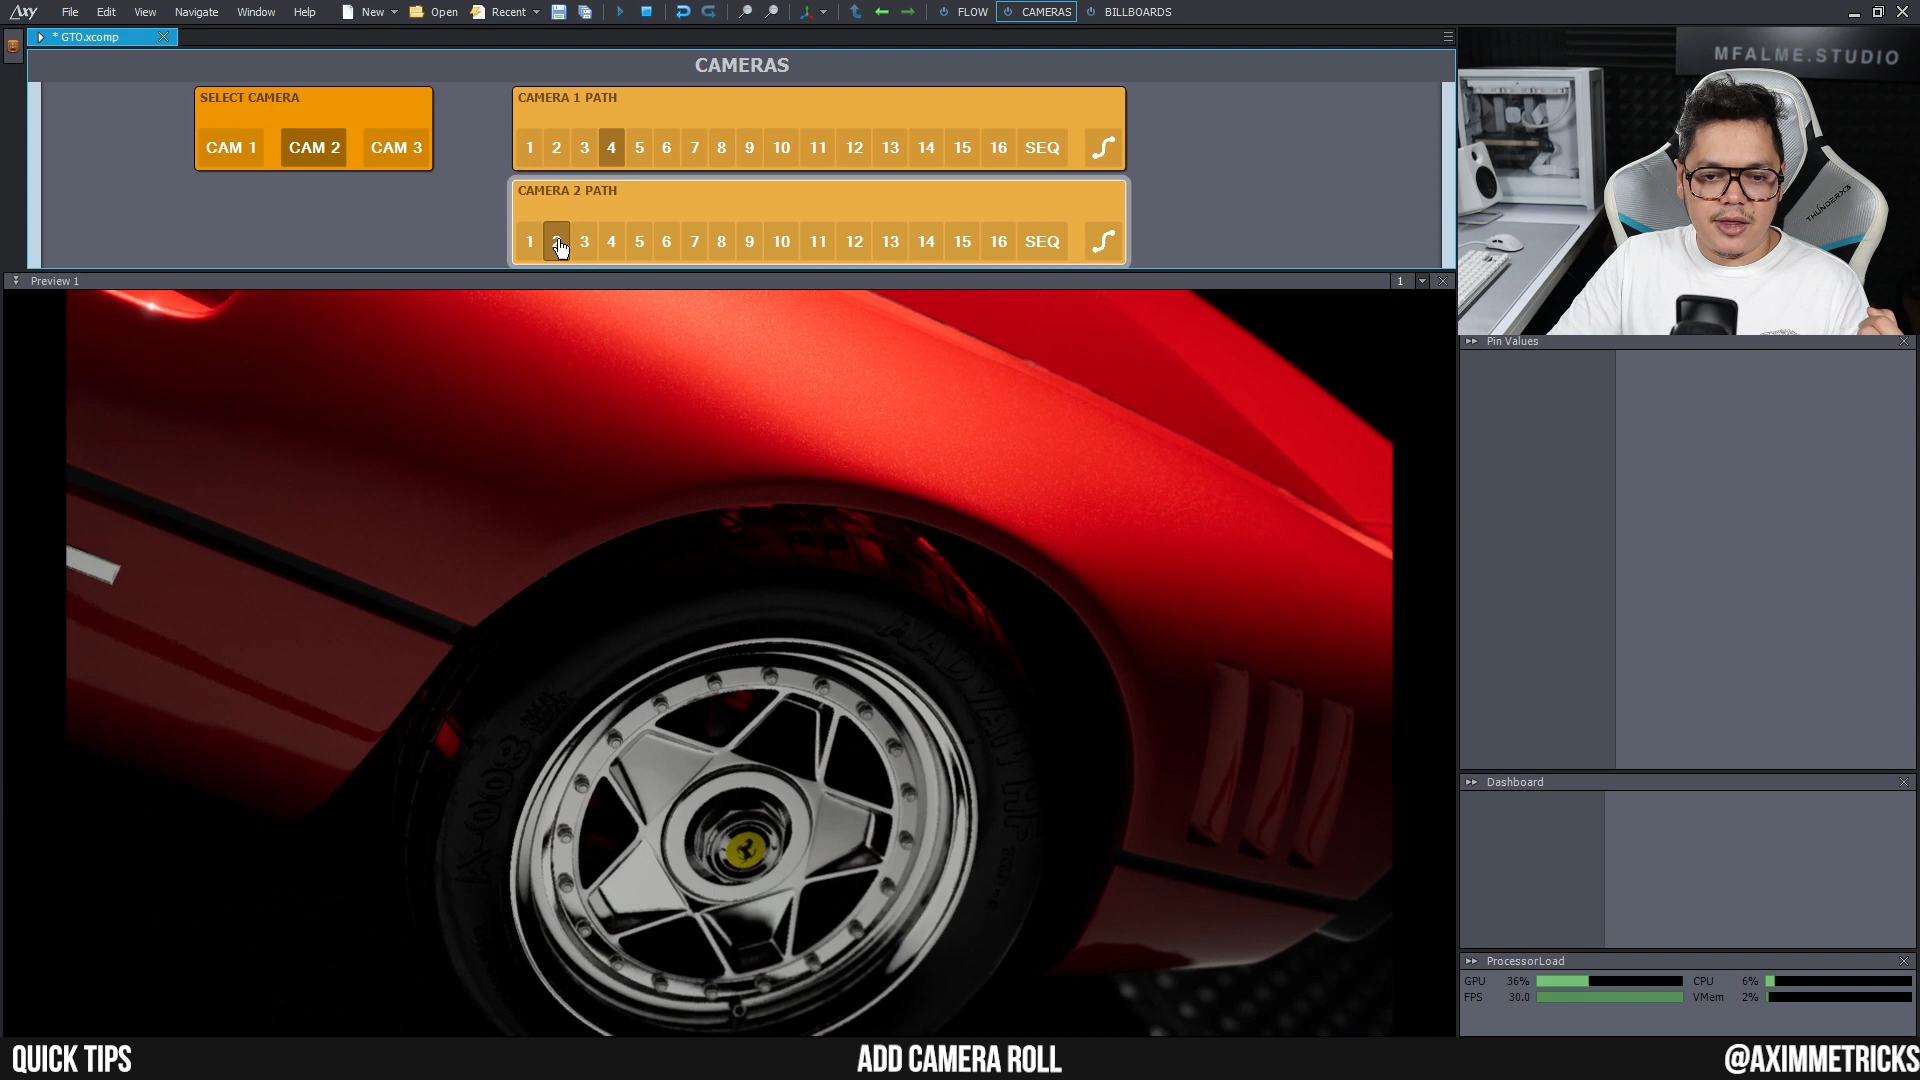 Axy File Edit View Navigate Window Help New Open Recent FLOW CAMERAS BILLBOARDS
* GTO.xcomp
CAMERAS
SELECT CAMERA
CAM 1 CAM 2 CAM 3
CAMERA 1 PATH
1 2 3 4 5 6 7 8 9 10 11 12 13 14 15 16 SEQ
CAMERA 2 PATH
1 2 3 4 5 6 7 8 9 10 11 12 13 14 15 16 SEQ
Preview 1
1
MFALME.STUDIO
THUNDERX3
Pin Values
A-008
Dashboard
ProcessorLoad
GPU 36% CPU 6%
FPS 30.0 VMem 2%
QUICK TIPS
ADD CAMERA ROLL
@AXIMMETRICKS